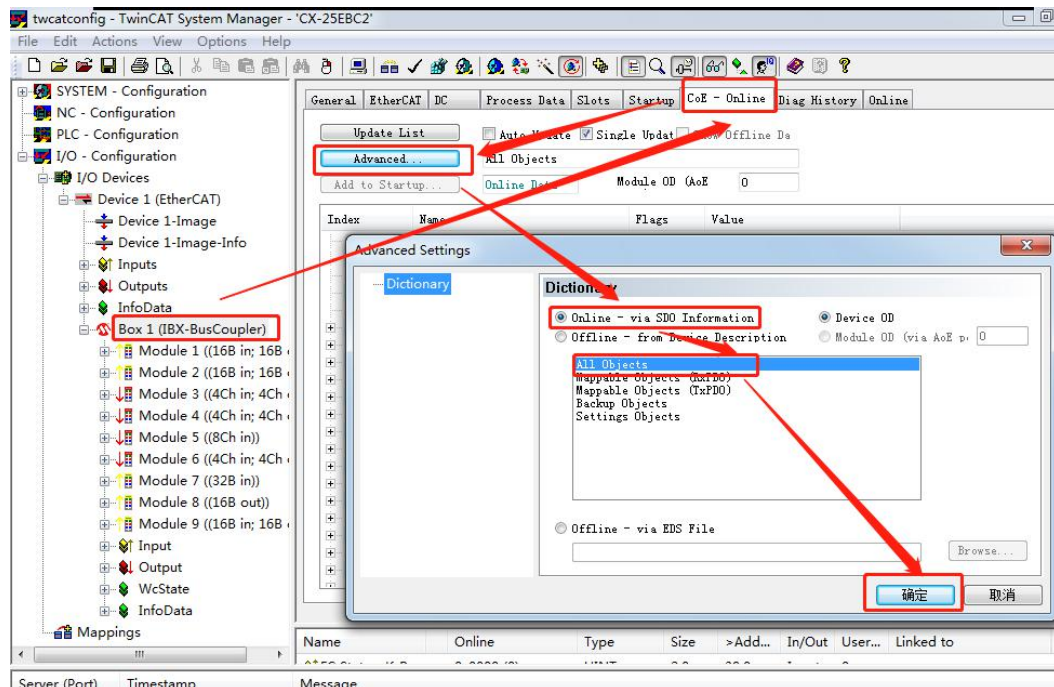 twcatconfig - TwinCAT System Manager - 'CX-25EBC2'
File Edit Actions View Options Help
SYSTEM - Configuration
NC - Configuration
PLC - Configuration
I/O - Configuration
I/O Devices
Device 1 (EtherCAT)
Device 1-Image
Device 1-Image-Info
Inputs
Outputs
InfoData
Box 1 (IBX-BusCoupler)
Module 1 ((16B in; 16B
Module 2 ((16B in; 16B
Module 3 ((4Ch in; 4Ch
Module 4 ((4Ch in; 4Ch
Module 5 ((8Ch in))
Module 6 ((4Ch in; 4Ch
Module 7 ((32B in))
Module 8 ((16B out))
Module 9 ((16B in; 16B
Input
Output
WcState
InfoData
Mappings
General EtherCAT DC Process Data Slots Startup CoE - Online Diag History Online
Update List Auto Update Single Updat Offline Da
Advanced... All Objects
Add to Startup... Online Data Module OD (AoE 0
Index Name Flags Value
Advanced Settings
Dictionary
Dictionary
Online - via SDO Information Device OD
Offline - from Device Description Module OD (via AoE p 0
All Objects
Mappable Objects (RxPDO)
Mappable Objects (TxPDO)
Backup Objects
Settings Objects
Offline - via EDS File
Browse...
确定 取消
Name Online Type Size >Add... In/Out User... Linked to
Server (Port) Timestamp Message